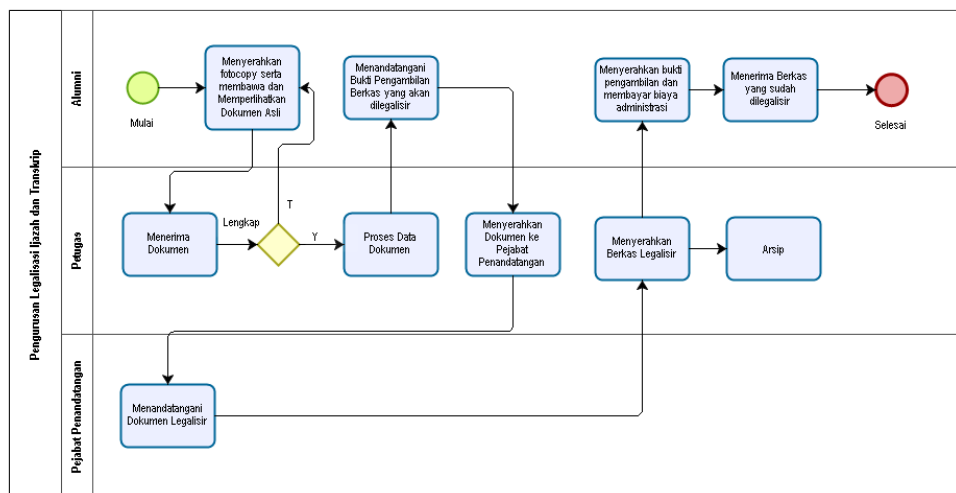 Pengurusan Legalisasi Ijazah dan Transkrip
Alumni
Mulai
Menyerahkan
fotocopy serta
membawa dan
Memperlihatkan
Dokumen Asli
Menandatangani
Bukti Pengambilan
Berkas yang akan
dilegalisir
Menyerahkan bukti
pengambilan dan
membayar biaya
administrasi
Menerima Berkas
yang sudah
dilegalisir
Selesai
Petugas
Menerima
Dokumen
Lengkap
T
Y
Proses Data
Dokumen
Menyerahkan
Dokumen ke
Pejabat
Penandatangan
Menyerahkan
Berkas Legalisir
Arsip
Pejabat Penandatangan
Menandatangani
Dokumen Legalisir